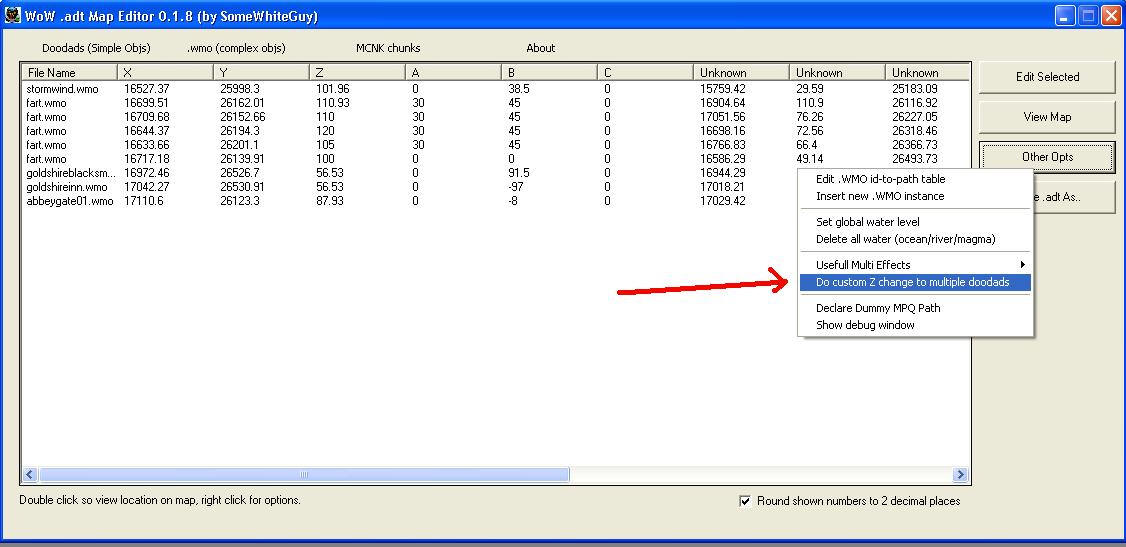 WoW .adt Map Editor 0.1.8 (by SomeWhiteGuy)
Doodads (Simple Objs) .wmo (complex objs) MCNK chunks About
File Name X Y Z A B C Unknown Unknown Unknown
stormwind.wmo 16527.37 25998.3 101.96 0 38.5 0 15759.42 29.59 25183.09
fart.wmo 16699.51 26162.01 110.93 30 45 0 16904.64 110.9 26116.92
fart.wmo 16709.68 26152.66 110 30 45 0 17051.56 76.26 26227.05
fart.wmo 16644.37 26194.3 120 30 45 0 16698.16 72.56 26318.46
fart.wmo 16633.66 26201.1 105 30 45 0 16766.83 66.4 26366.73
fart.wmo 16717.18 26139.91 100 0 0 0 16586.29 49.14 26493.73
goldshireblacksm... 16972.46 26526.7 56.53 0 91.5 0 16944.29
goldshireinn.wmo 17042.27 26530.91 56.53 0 -97 0 17018.21
abbeygate01.wmo 17110.6 26123.3 87.93 0 -8 0 17029.42
Edit Selected
View Map
Other Opts
e .adt As..
Edit .WMO id-to-path table
Insert new .WMO instance
Set global water level
Delete all water (ocean/river/magma)
Usefull Multi Effects
Do custom Z change to multiple doodads
Declare Dummy MPQ Path
Show debug window
Double click so view location on map, right click for options.
Round shown numbers to 2 decimal places